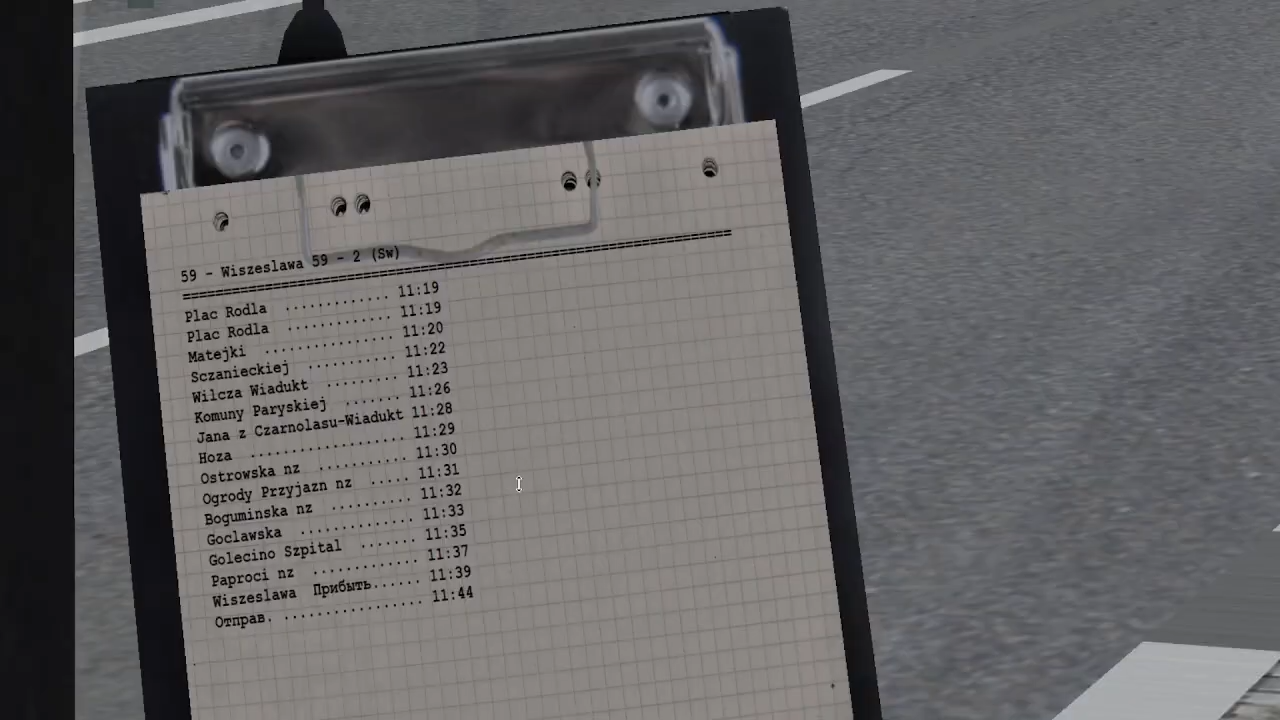 59 - Wiszeslawa 59 - 2 (Sw)
================================================
Plac Rodla ............. 11:19
Plac Rodla ............. 11:19
Matejki ................ 11:20
Sczanieckiej ........... 11:22
Wilcza Wiadukt ......... 11:23
Komuny Paryskiej ....... 11:26
Jana z Czarnolasu-Wiadukt 11:28
Hoza ................... 11:29
Ostrowska nz ........... 11:30
Ogrody Przyjazn nz ..... 11:31
Boguminska nz .......... 11:32
Goclawska .............. 11:33
Golecino Szpital ....... 11:35
Paproci nz ............. 11:37
Wiszeslawa Прибыть...... 11:39
Отправ. ................. 11:44